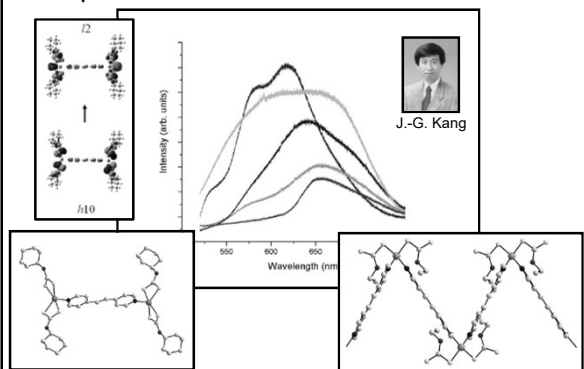 l2
h10
Intensity (arb. units)
550
600
650
Wavelength (nm
J.-G. Kang